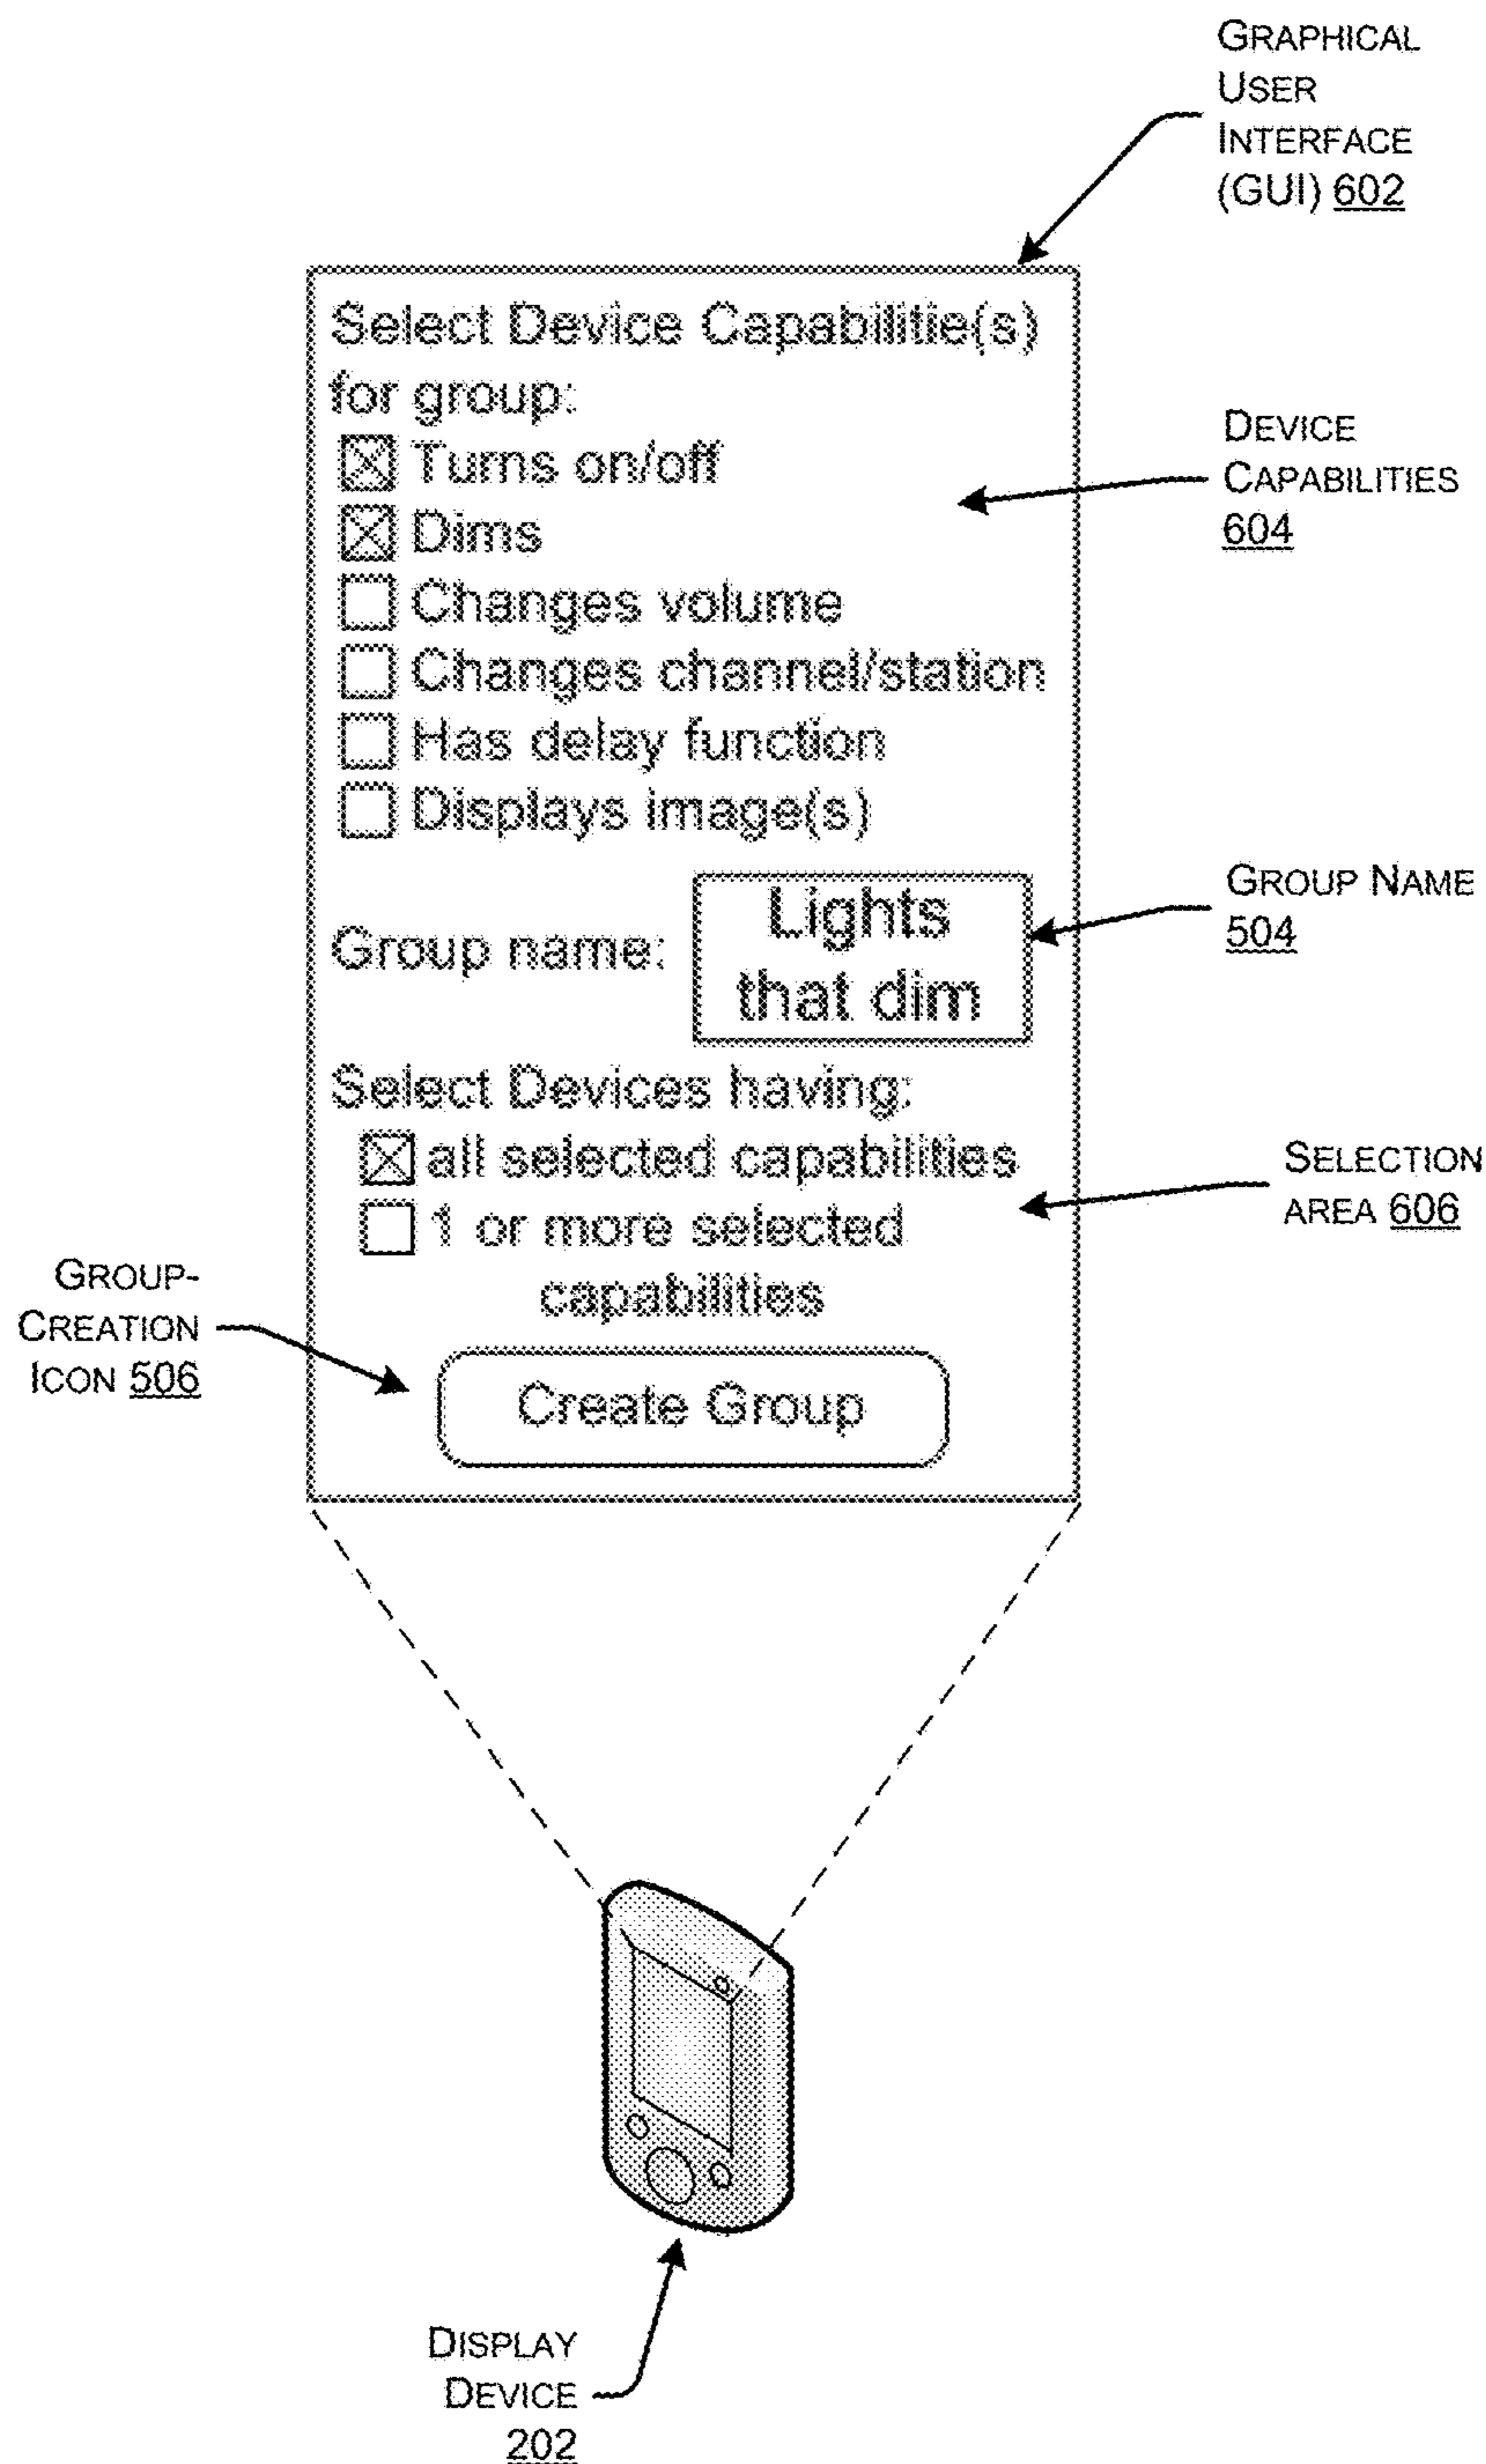 GRAPHICAL
USER
INTERFACE
(GUI) 602
Select Device Capabilitie(s)
for group:
Turns on/off
Dims
Changes volume
Changes channel/station
Has delay function
Displays image(s)
DEVICE
CAPABILITIES
604
Group name:
Lights
that dim
GROUP NAME
504
Select Devices having:
all selected capabilities
1 or more selected
capabilities
SELECTION
AREA 606
GROUP-
CREATION
ICON 506
Create Group
DISPLAY
DEVICE
202